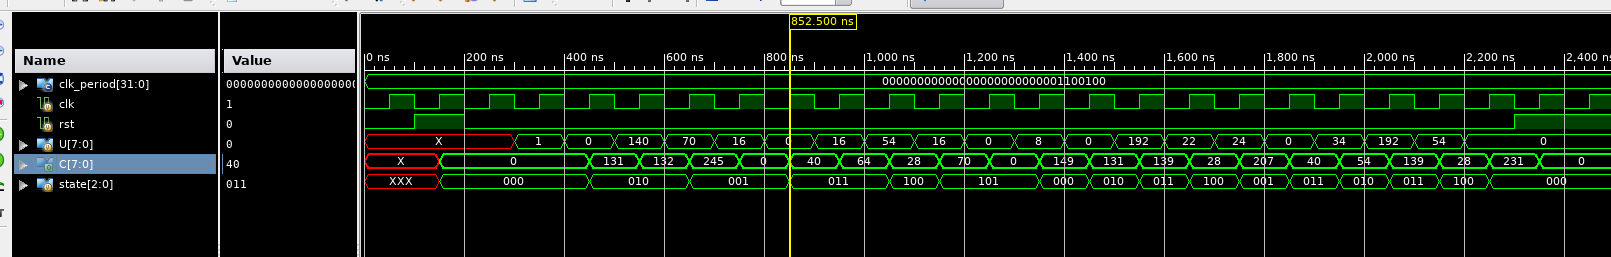 852.500 ns
Name Value 0 ns 200 ns 400 ns 600 ns 800 ns 1,000 ns 1,200 ns 1,400 ns 1,600 ns 1,800 ns 2,000 ns 2,200 ns 2,400 ns
clk_period[31:0] 00000000000000000000000001100100
clk 1
rst 0
U[7:0] 0 X 1 0 140 70 16 0 16 54 16 0 8 0 192 22 24 0 34 192 54 0
C[7:0] 40 X 0 131 132 245 0 40 64 28 70 0 149 131 139 28 207 40 54 139 28 231 0
state[2:0] 011 XXX 000 010 001 011 100 101 000 010 011 100 001 011 010 011 100 000